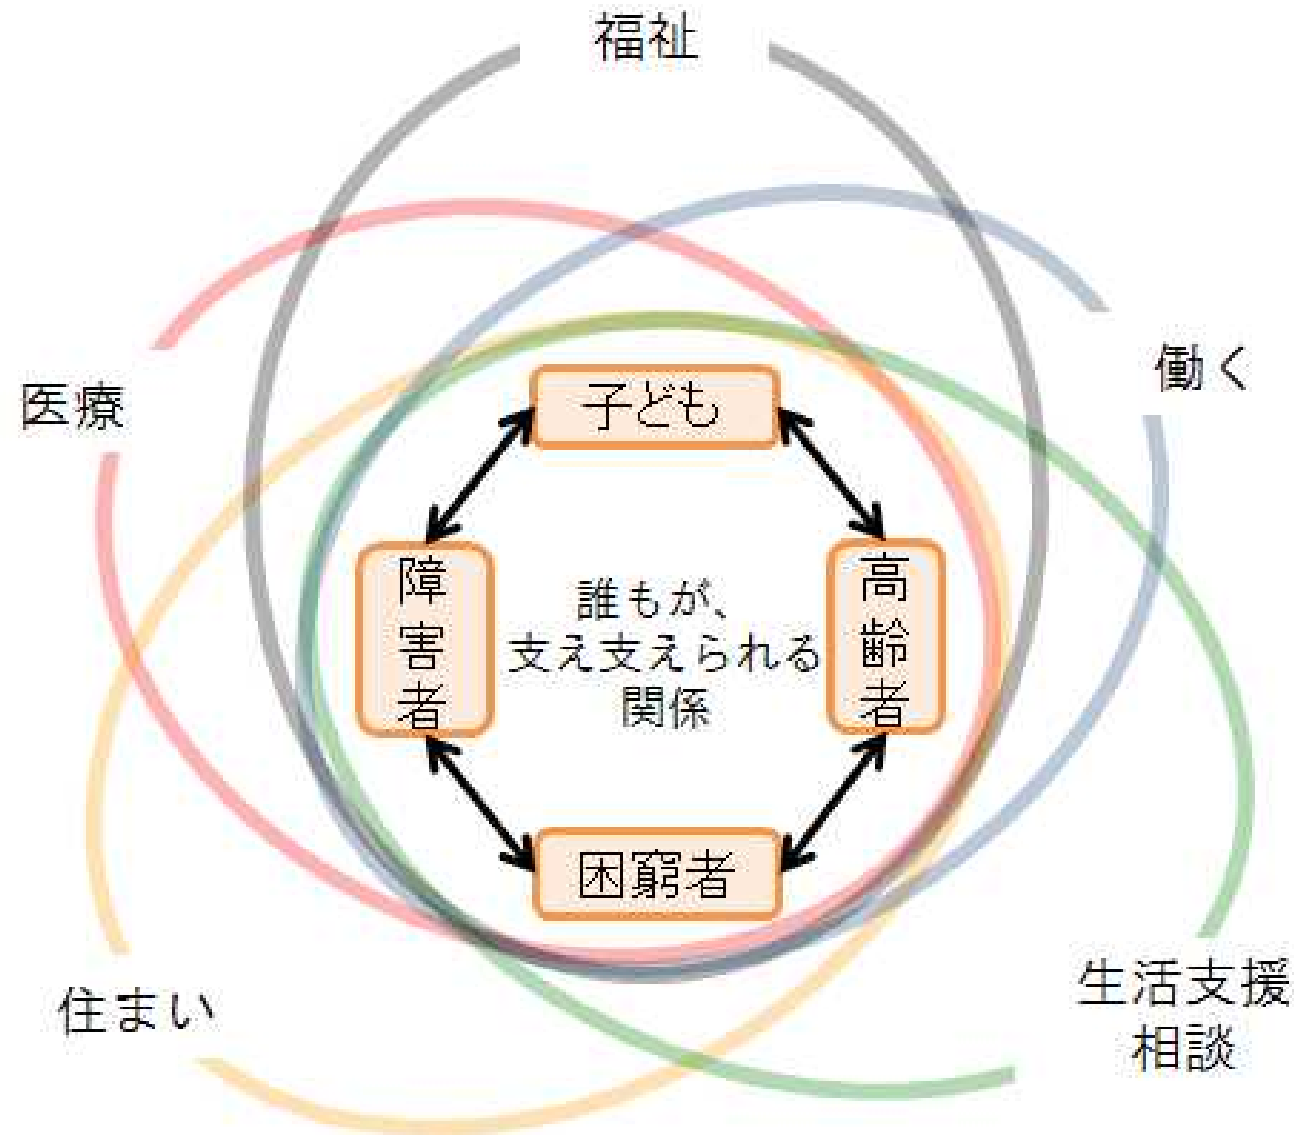 福祉
医療
働く
子ども
障害者
誰もが、
支え支えられる
関係
高齢者
困窮者
住まい
生活支援
相談